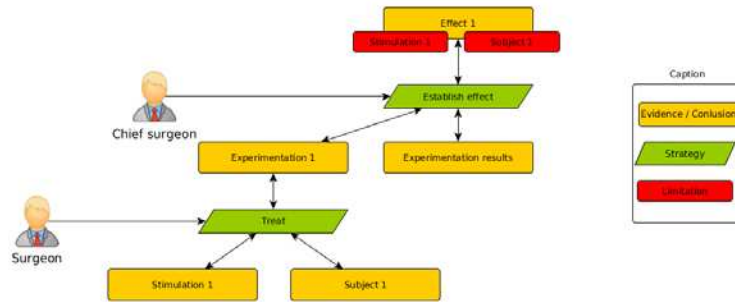 Effect 1
Stimulation 1
Subject 1
Caption
Establish effect
Evidence / Conlusion
Chief surgeon
Experimentation 1
Experimentation results
Strategy
Limitation
Treat
Surgeon
Stimulation 1
Subject 1